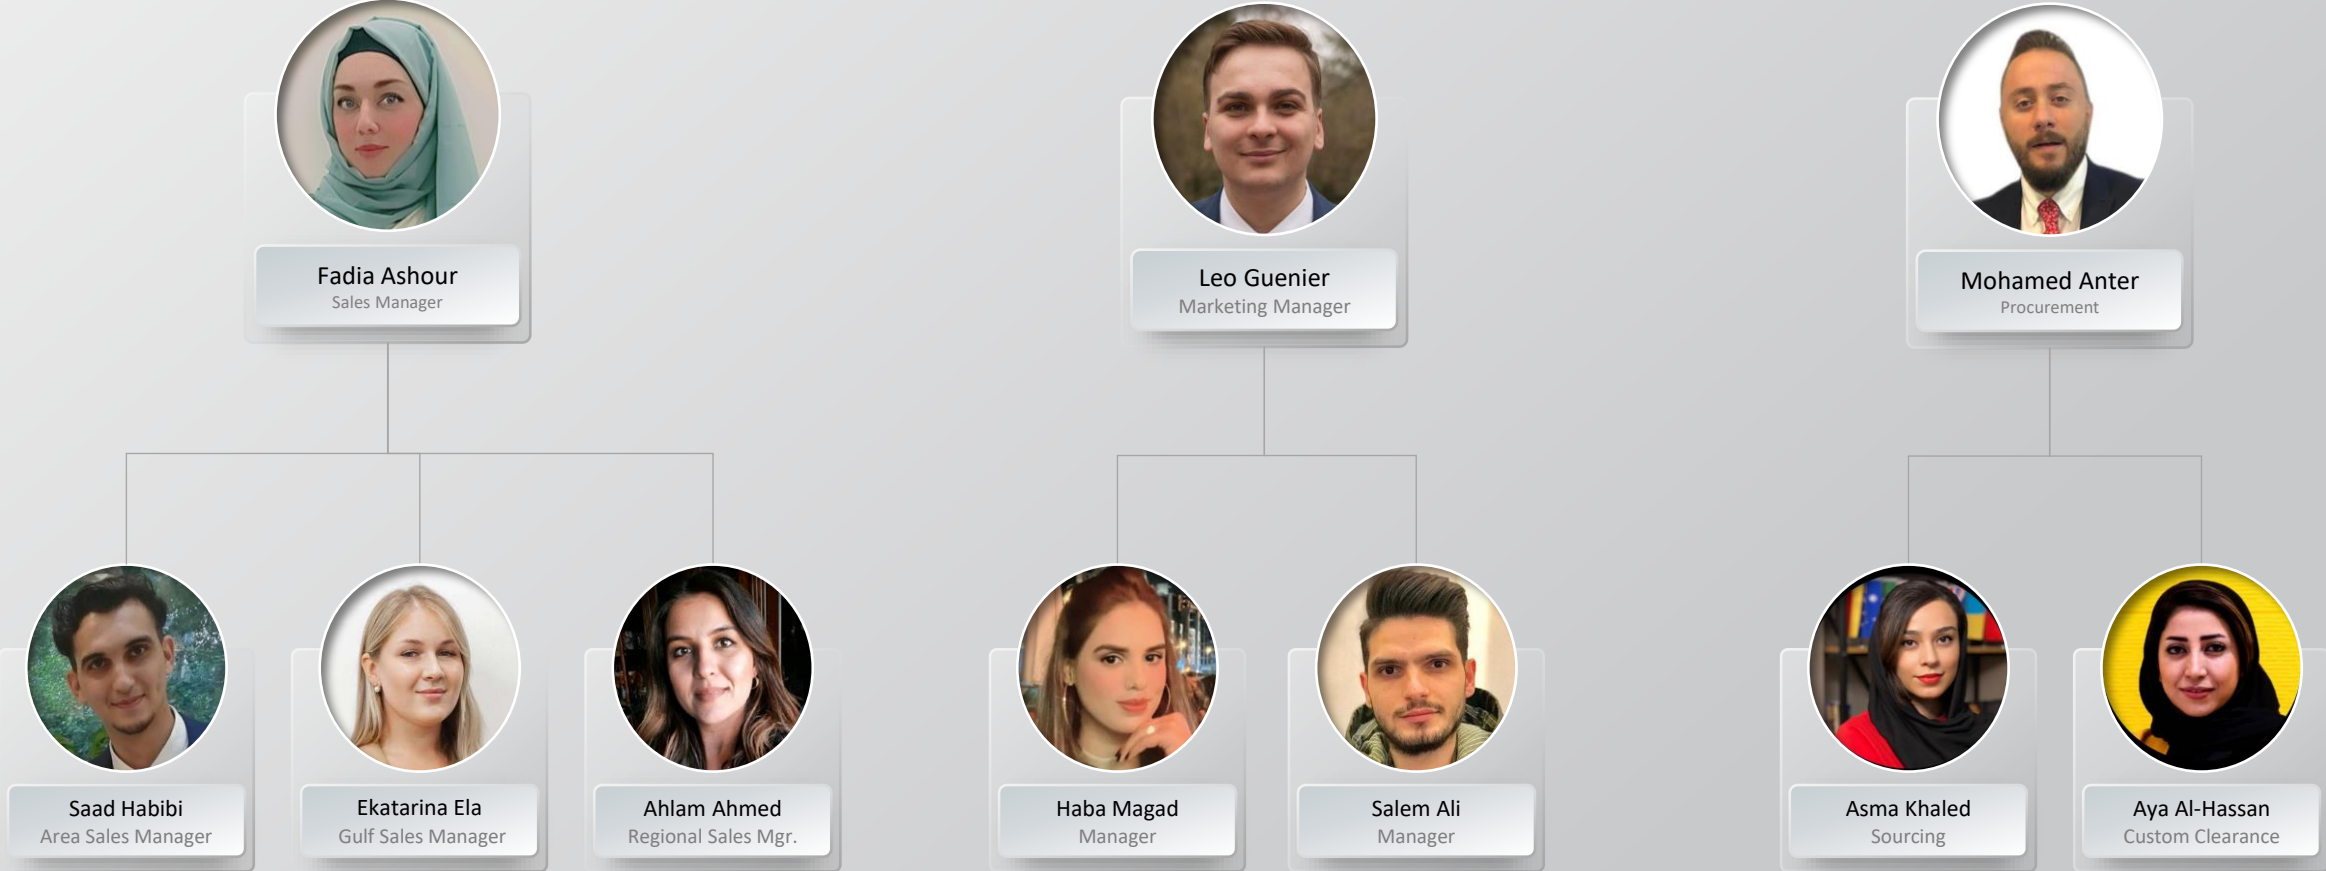 Fadia Ashour
Sales Manager
Leo Guenier
Marketing Manager
Mohamed Anter
Procurement
Saad Habibi
Area Sales Manager
Ekatarina Ela
Gulf Sales Manager
Ahlam Ahmed
Regional Sales Mgr.
Haba Magad
Manager
Salem Ali
Manager
Asma Khaled
Sourcing
Aya Al-Hassan
Custom Clearance